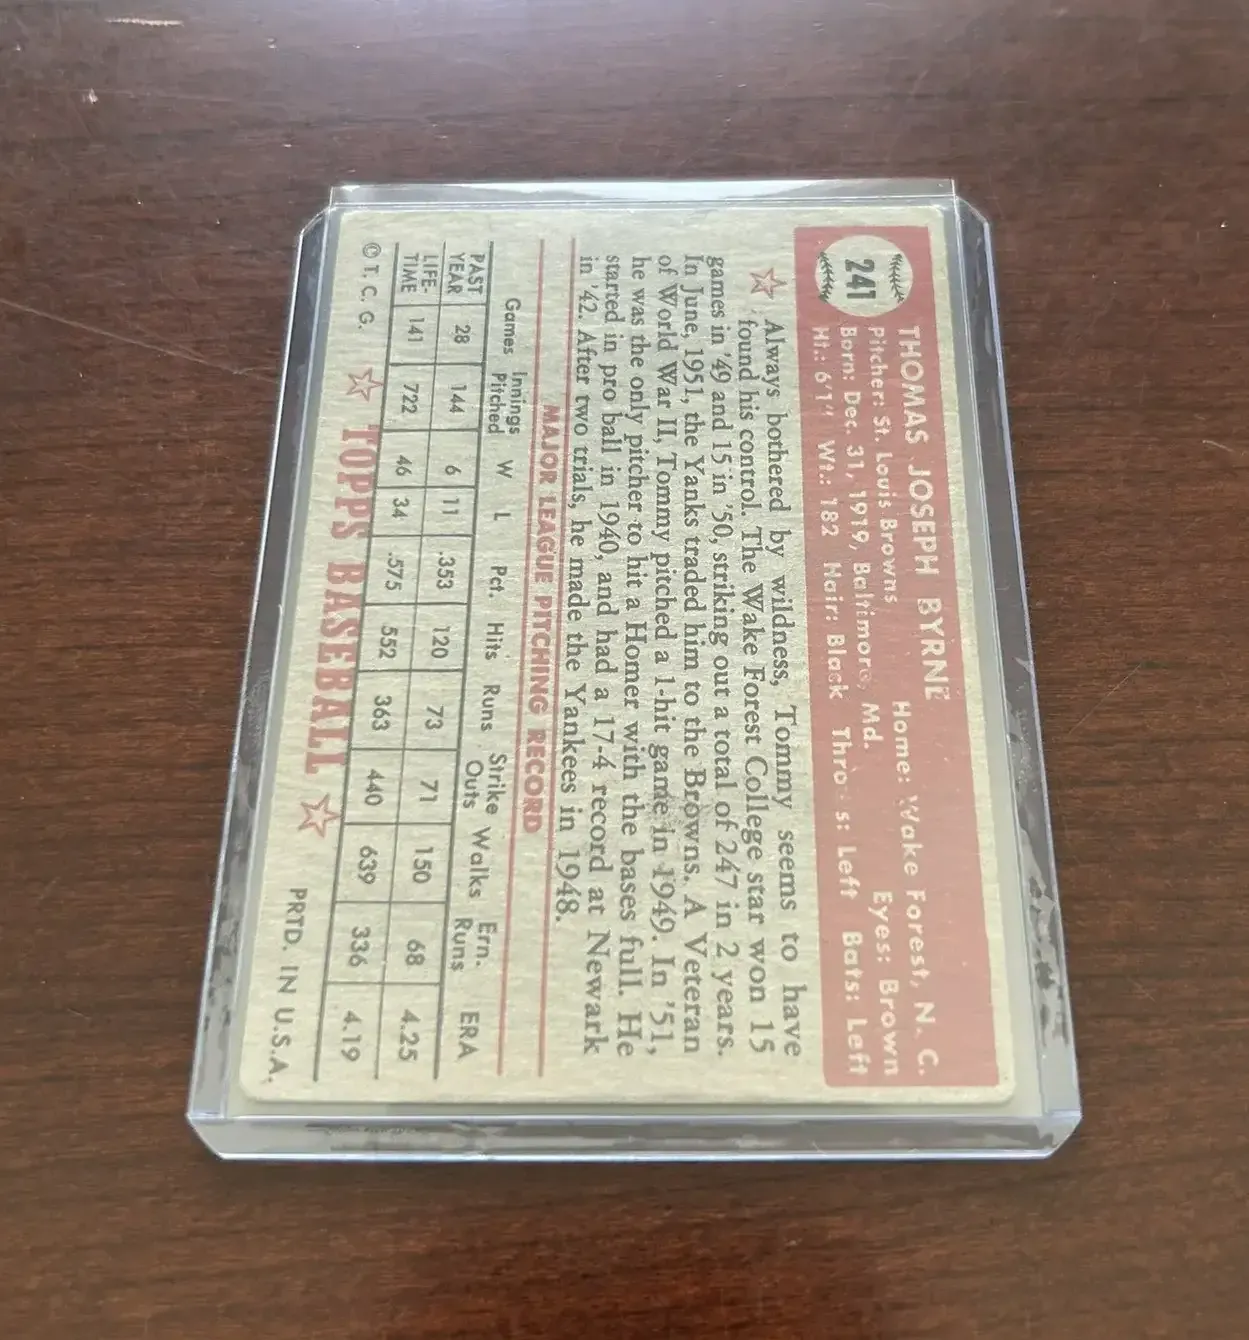 241
THOMAS JOSEPH BYRNE
Pitcher: St. Louis Browns Home: Wake Forest, N. C.
Born: Dec. 31, 1919, Baltimore, Md. Eyes: Brown
Ht.: 6'1" Wt.: 182 Hair: Black Throws: Left Bats: Left
Always bothered by wildness, Tommy seems to have
found his control. The Wake Forest College star won 15
games in '49 and 15 in '50, striking out a total of 247 in 2 years.
In June, 1951, the Yanks traded him to the Browns. A Veteran
of World War II, Tommy pitched a 1-hit game in 1949. In '51,
he was the only pitcher to hit a Homer with the bases full. He
started in pro ball in 1940, and had a 17-4 record at Newark
in '42. After two trials, he made the Yankees in 1948.
MAJOR LEAGUE PITCHING RECORD
Games Innings Pitched W L Pct. Hits Runs Strike Outs Walks Ern. Runs ERA
PAST YEAR 28 144 6 11 .353 120 73 71 150 68 4.25
LIFE-TIME 141 722 46 34 .575 552 363 440 639 336 4.19
© T. C. G. TOPPS BASEBALL PRTD. IN U.S.A.